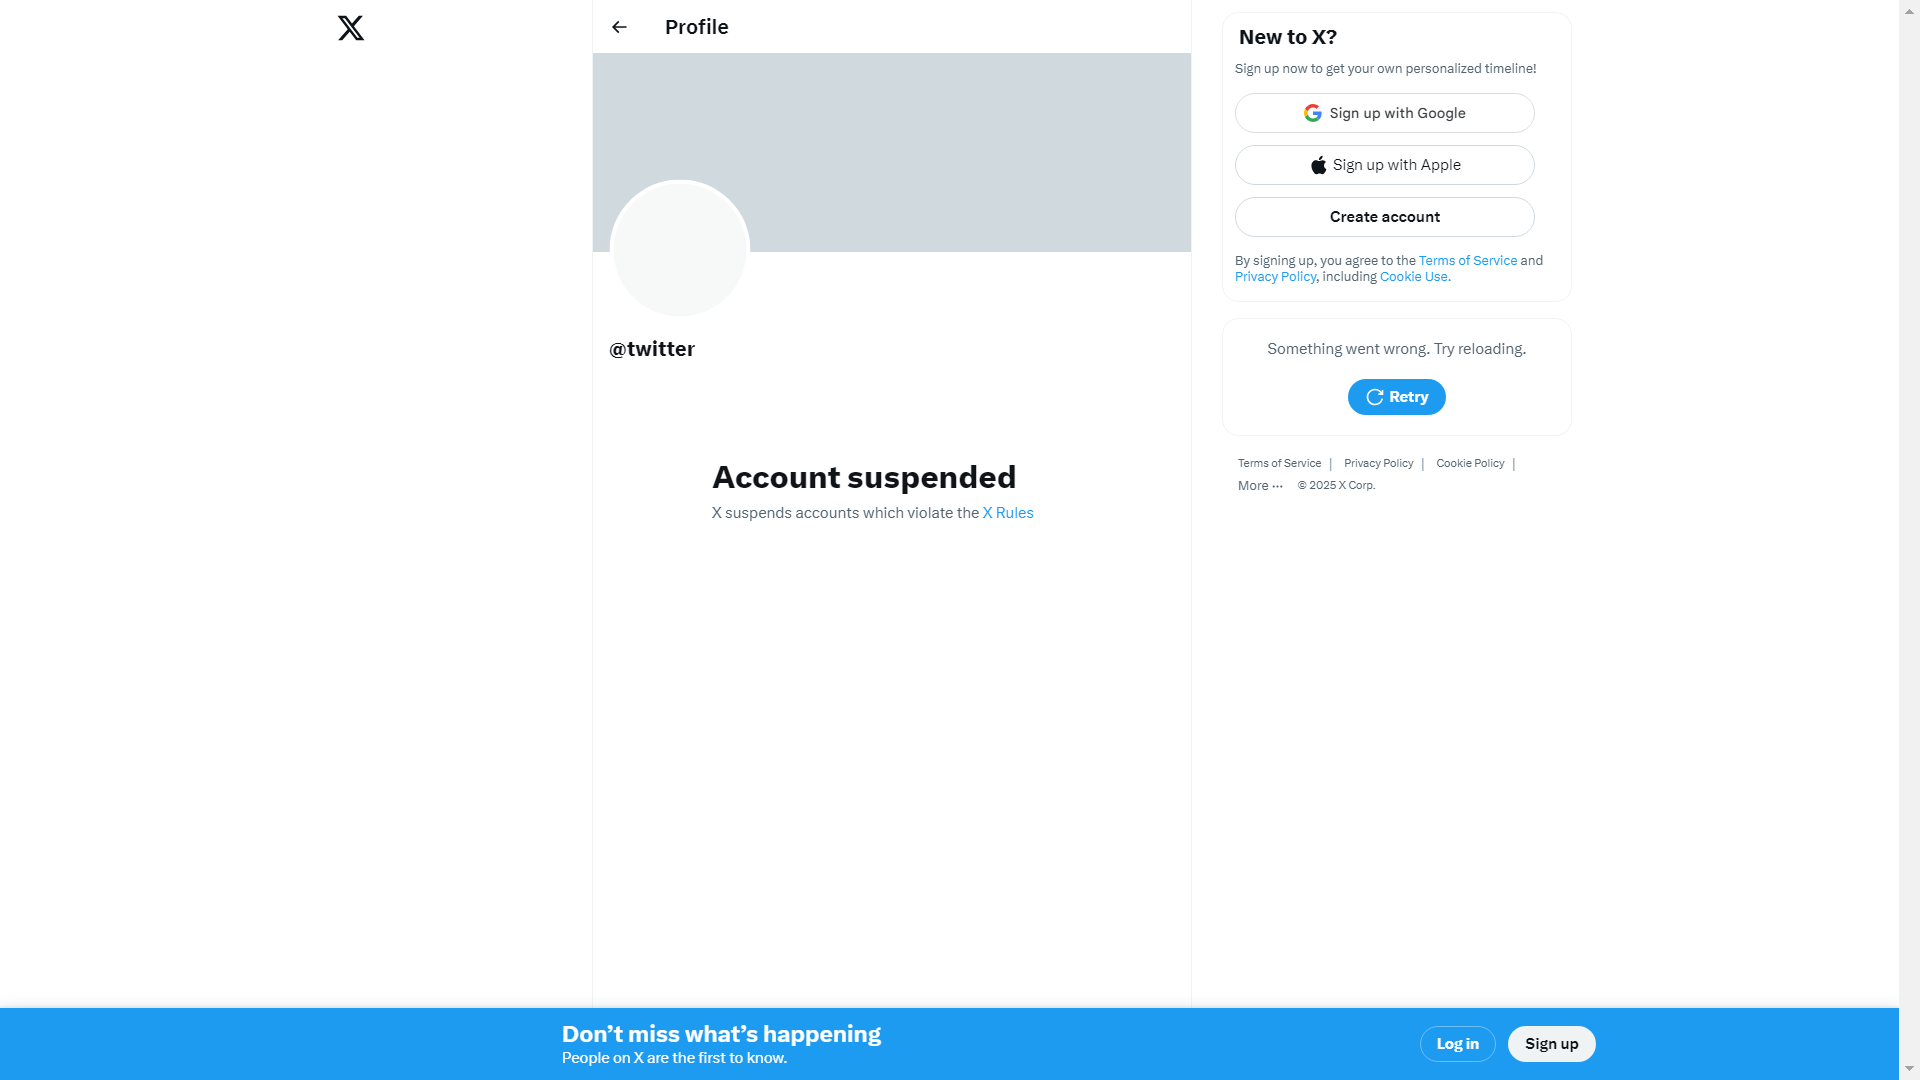 Profile
@twitter
Account suspended
X suspends accounts which violate the X Rules
New to X?
Sign up now to get your own personalized timeline!
Sign up with Google
Sign up with Apple
Create account
By signing up, you agree to the Terms of Service and
Privacy Policy, including Cookie Use.
Something went wrong. Try reloading.
Retry
Terms of Service | Privacy Policy | Cookie Policy |
More ··· © 2025 X Corp.
Don’t miss what’s happening
People on X are the first to know.
Log in
Sign up